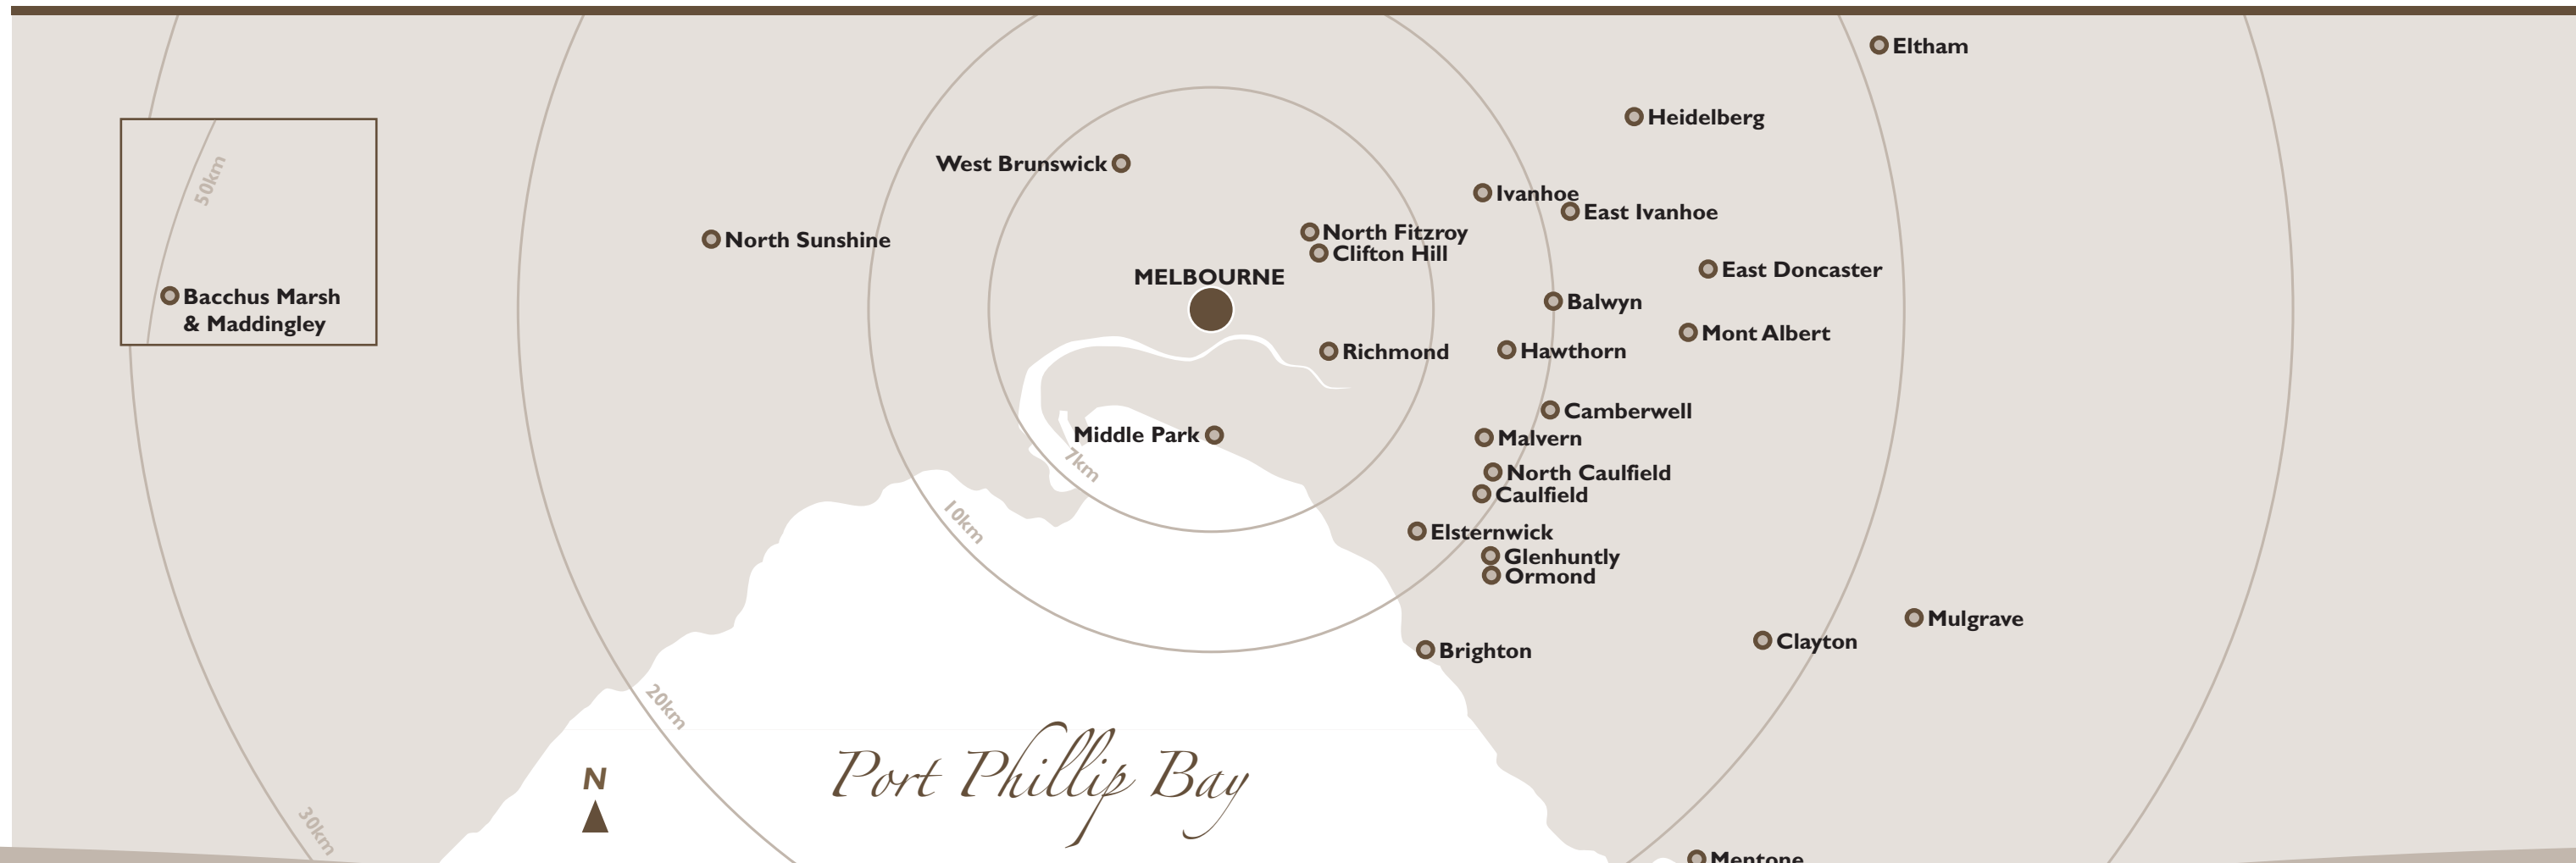 Eltham
Heidelberg
West Brunswick
50km
Ivanhoe
East Ivanhoe
North Fitzroy
North Sunshine
Clifton Hill
East Doncaster
MELBOURNE
Bacchus Marsh
& Maddingley
Balwyn
Mont Albert
Richmond
Hawthorn
Camberwell
Middle Park
Malvern
7km
North Caulfield
Caulfield
10km
Elsternwick
Glenhuntly
Ormond
Mulgrave
Clayton
Brighton
20km
Port Phillip Bay
N
30km
Mentone